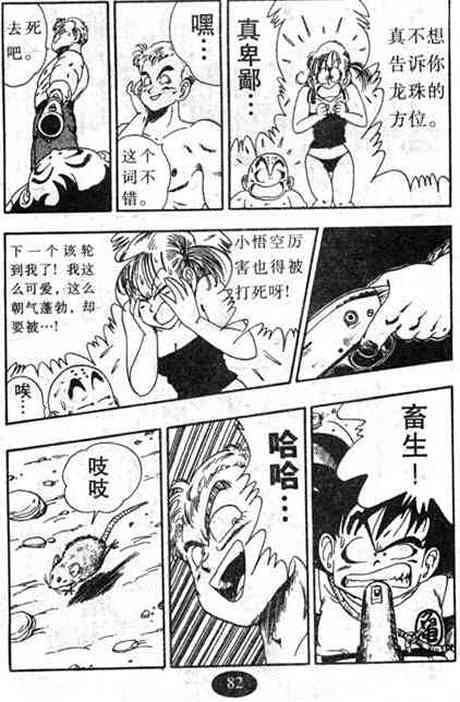 真不想
告诉你
龙珠的
方位。
真卑鄙…
嘿…
这个
词不
错。
去死
吧。
小悟空厉
害也得被
打死呀!
下一个该轮
到我了!我这
么可爱,这么
朝气蓬勃,却
要被…!
唉…
畜生!
龟
哈哈…
吱吱
82